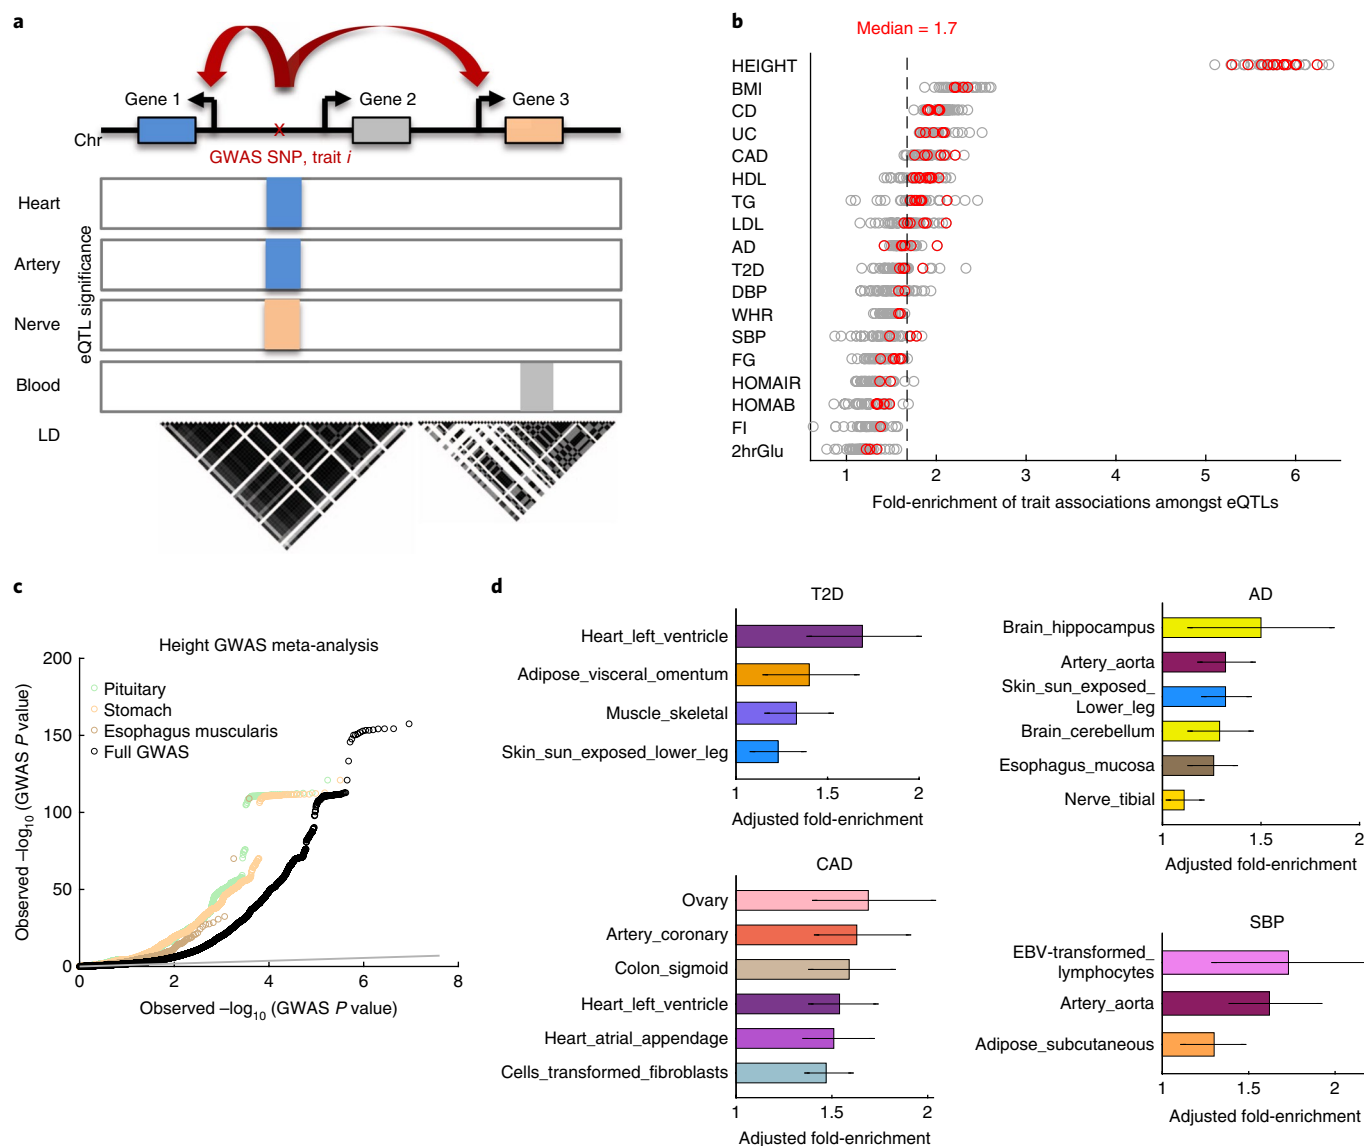 a
Gene 1
Gene 2
Gene 3
Chr
X
GWAS SNP, trait i
eQTL significance
Heart
Artery
Nerve
Blood
LD
b
Median = 1.7
HEIGHT
BMI
CD
UC
CAD
HDL
TG
LDL
AD
T2D
DBP
WHR
SBP
FG
HOMAIR
HOMAB
FI
2hrGlu
1 2 3 4 5 6
Fold-enrichment of trait associations amongst eQTLs
c
Height GWAS meta-analysis
Observed –log10 (GWAS P value)
200
150
100
50
0
Pituitary
Stomach
Esophagus muscularis
Full GWAS
0 2 4 6 8
Observed –log10 (GWAS P value)
d
T2D
Heart_left_ventricle
Adipose_visceral_omentum
Muscle_skeletal
Skin_sun_exposed_lower_leg
1 1.5 2
Adjusted fold-enrichment
AD
Brain_hippocampus
Artery_aorta
Skin_sun_exposed_
Lower_leg
Brain_cerebellum
Esophagus_mucosa
Nerve_tibial
1 1.5 2
Adjusted fold-enrichment
CAD
Ovary
Artery_coronary
Colon_sigmoid
Heart_left_ventricle
Heart_atrial_appendage
Cells_transformed_fibroblasts
1 1.5 2
Adjusted fold-enrichment
SBP
EBV-transformed_
lymphocytes
Artery_aorta
Adipose_subcutaneous
1 1.5 2
Adjusted fold-enrichment